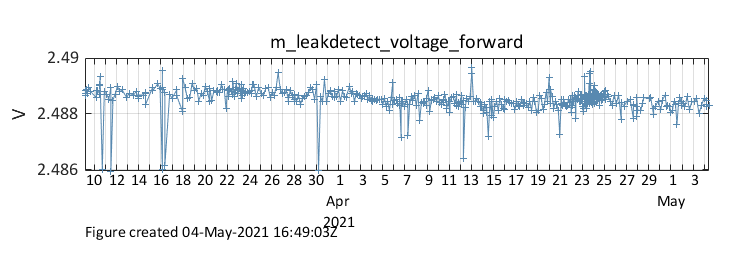 m_leakdetect_voltage_forward
2.49
2.488
2.486
V
10 12 14 16 18 20 22 24 26 28 30 1 3 5 7 9 11 13 15 17 19 21 23 25 27 29 1 3
Apr May
2021
Figure created 04-May-2021 16:49:03Z